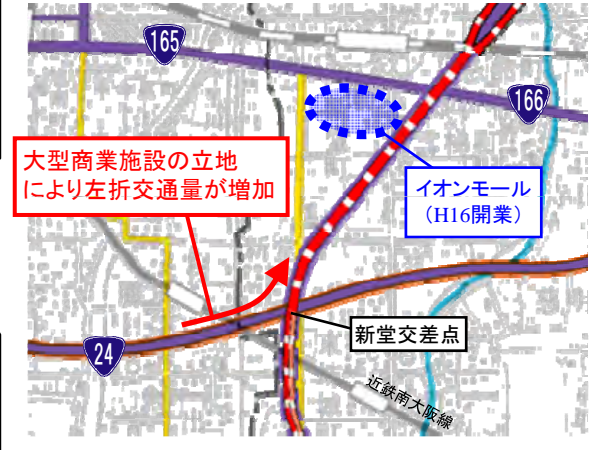 165
166
大型商業施設の立地
により左折交通量が増加
イオンモール
（H16開業）
新堂交差点
24
近鉄南大阪線